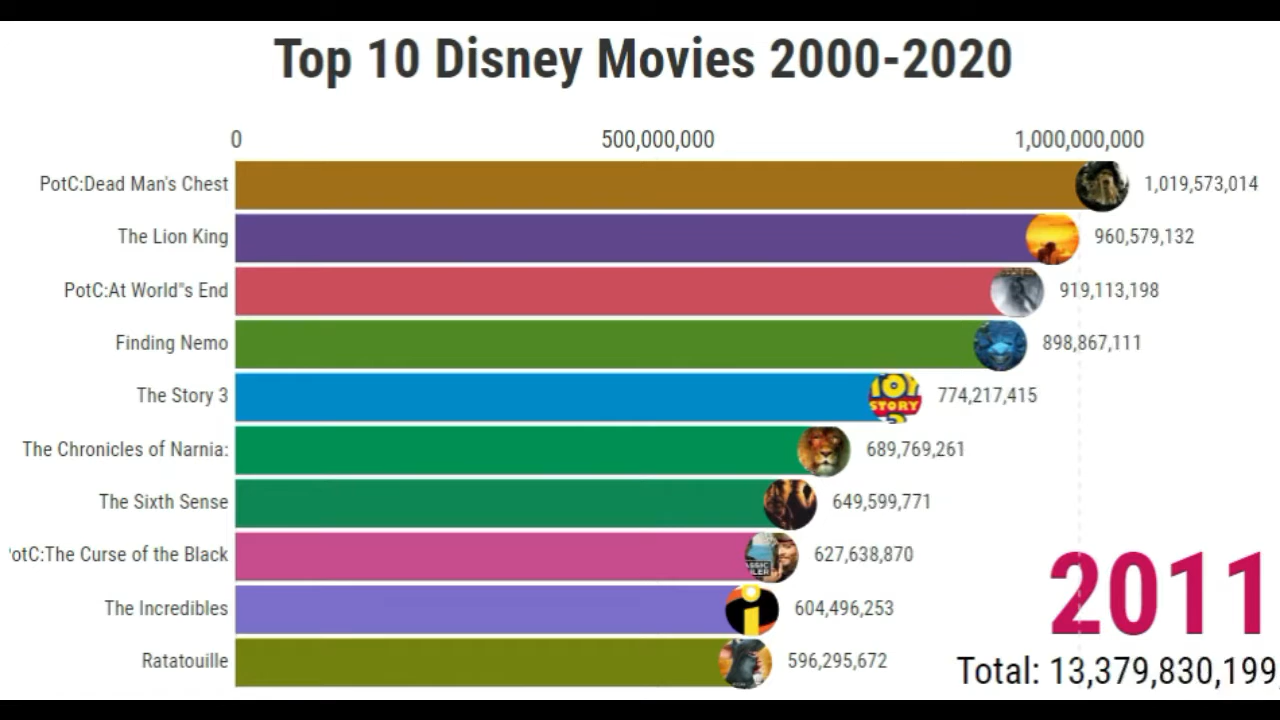 Top 10 Disney Movies 2000-2020
0 500,000,000 1,000,000,000
PotC:Dead Man's Chest 1,019,573,014
The Lion King 960,579,132
PotC:At World"s End 919,113,198
Finding Nemo 898,867,111
The Story 3 TOY STORY 3 774,217,415
The Chronicles of Narnia: 689,769,261
The Sixth Sense 649,599,771
otC:The Curse of the Black 627,638,870
The Incredibles 604,496,253
Ratatouille 596,295,672
2011
Total: 13,379,830,199